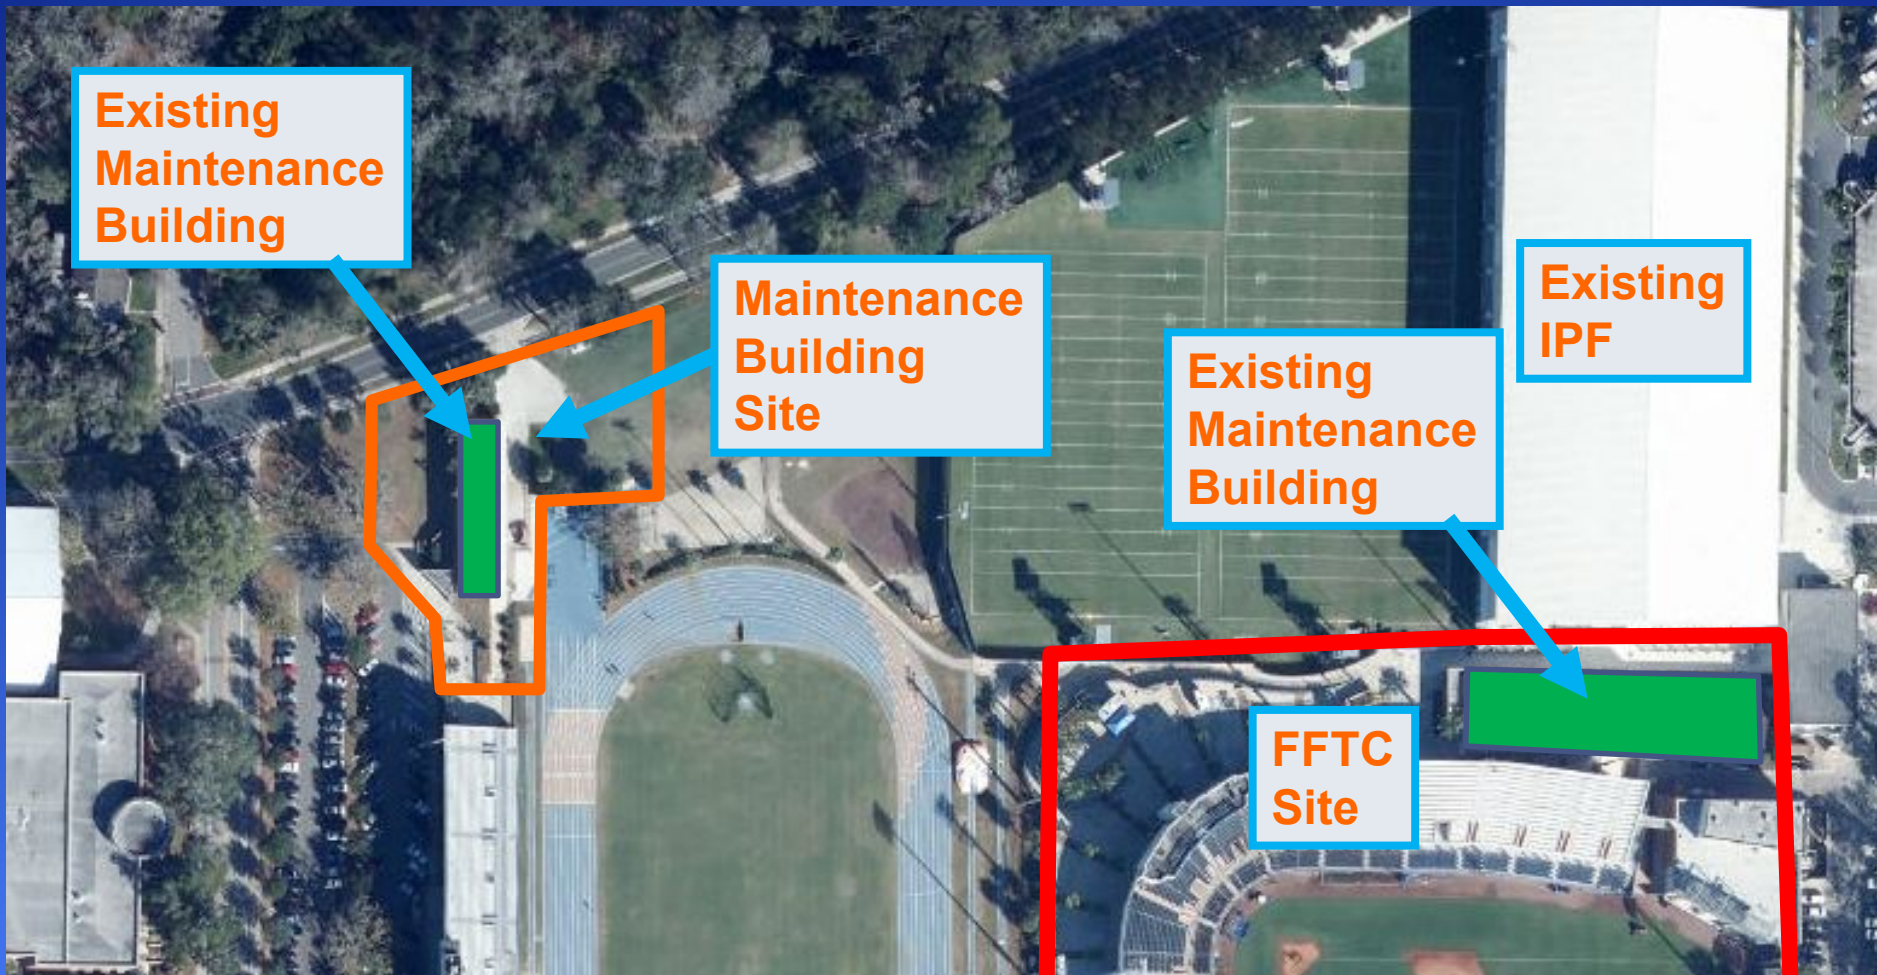 Existing
Maintenance
Building
Maintenance
Building
Site
Existing
IPF
Existing
Maintenance
Building
FFTC
Site